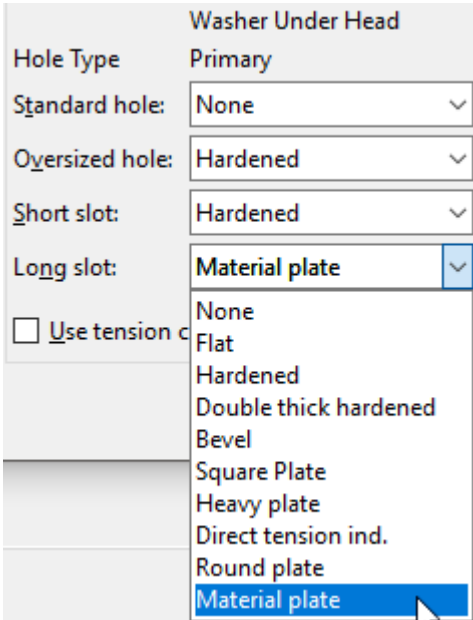 Washer Under Head
Hole Type Primary
Standard hole: None
Oversized hole: Hardened
Short slot: Hardened
Long slot: Material plate
None
Use tension c
Flat
Hardened
Double thick hardened
Bevel
Square Plate
Heavy plate
Direct tension ind.
Round plate
Material plate